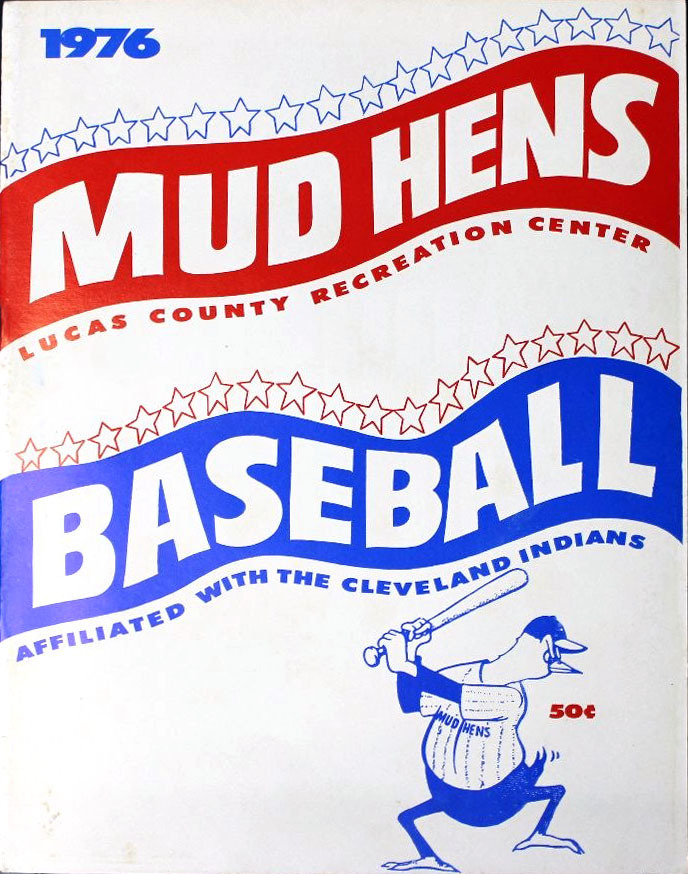 1976
MUD HENS
LUCAS COUNTY RECREATION CENTER
BASEBALL
AFFILIATED WITH THE CLEVELAND INDIANS
50¢
MUD HENS